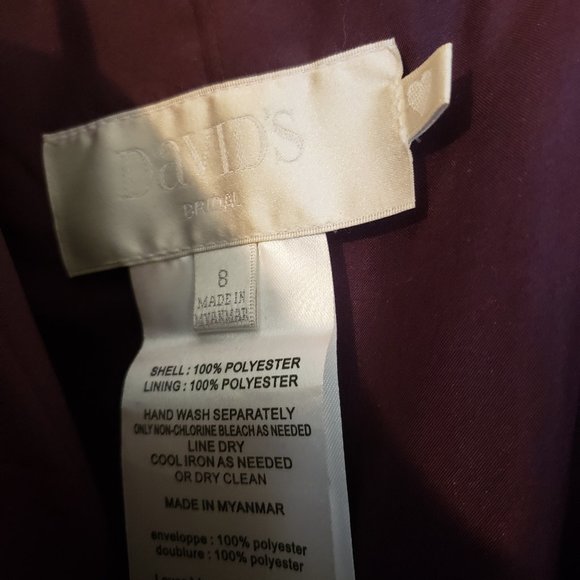 DaVID'S
BRIDAL
8
MADE IN
MYANMAR
SHELL : 100% POLYESTER
LINING : 100% POLYESTER
HAND WASH SEPARATELY
ONLY NON-CHLORINE BLEACH AS NEEDED
LINE DRY
COOL IRON AS NEEDED
OR DRY CLEAN
MADE IN MYANMAR
enveloppe : 100% polyester
doublure : 100% polyester